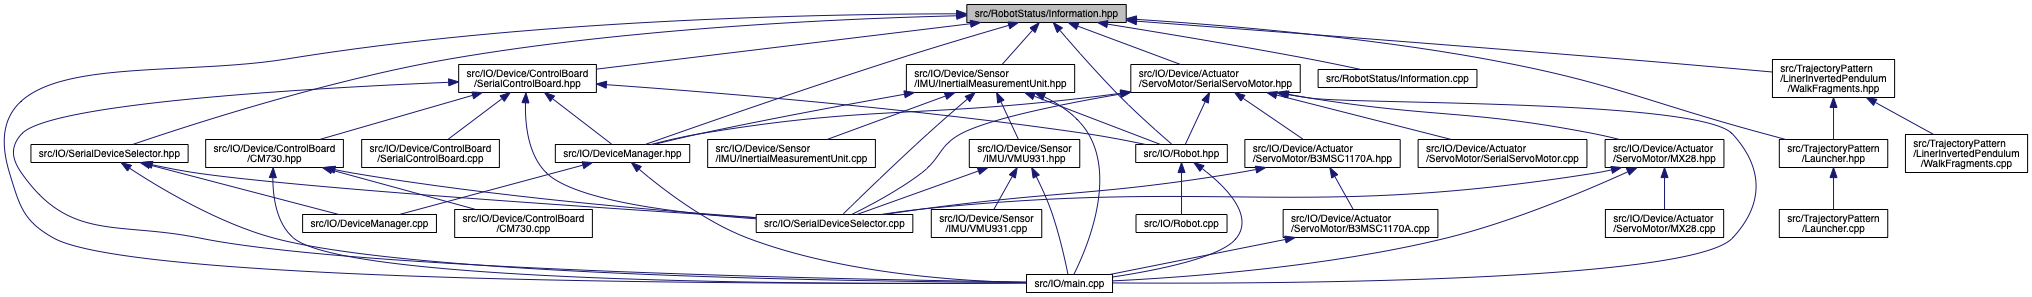 src/RobotStatus/Information.hpp
src/IO/Device/ControlBoard
/SerialControlBoard.hpp
src/IO/Device/Sensor
/IMU/InertialMeasurementUnit.hpp
src/IO/Device/Actuator
/ServoMotor/SerialServoMotor.hpp
src/RobotStatus/Information.cpp
src/TrajectoryPattern
/LinerInvertedPendulum
/WalkFragments.hpp
src/IO/SerialDeviceSelector.hpp
src/IO/Device/ControlBoard
/CM730.hpp
src/IO/Device/ControlBoard
/SerialControlBoard.cpp
src/IO/DeviceManager.hpp
src/IO/Device/Sensor
/IMU/InertialMeasurementUnit.cpp
src/IO/Device/Sensor
/IMU/VMU931.hpp
src/IO/Robot.hpp
src/IO/Device/Actuator
/ServoMotor/B3MSC1170A.hpp
src/IO/Device/Actuator
/ServoMotor/SerialServoMotor.cpp
src/IO/Device/Actuator
/ServoMotor/MX28.hpp
src/TrajectoryPattern
/Launcher.hpp
src/TrajectoryPattern
/LinerInvertedPendulum
/WalkFragments.cpp
src/IO/DeviceManager.cpp
src/IO/Device/ControlBoard
/CM730.cpp
src/IO/SerialDeviceSelector.cpp
src/IO/Device/Sensor
/IMU/VMU931.cpp
src/IO/Robot.cpp
src/IO/Device/Actuator
/ServoMotor/B3MSC1170A.cpp
src/IO/Device/Actuator
/ServoMotor/MX28.cpp
src/TrajectoryPattern
/Launcher.cpp
src/IO/main.cpp